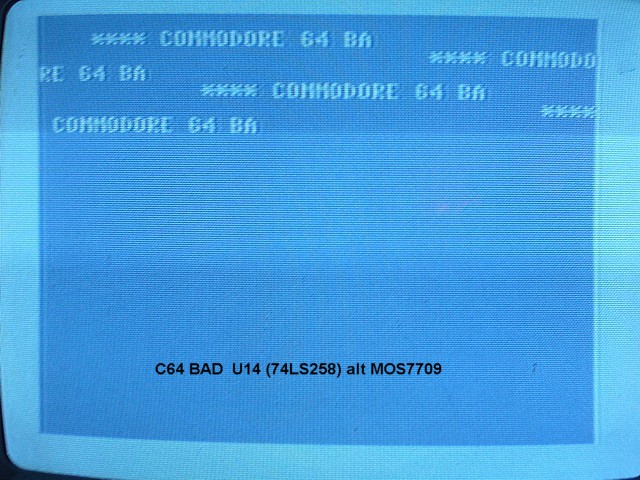 **** COMMODORE 64 BA
**** COMMODO
RE 64 BA
**** COMMODORE 64 BA
****
COMMODORE 64 BA
C64 BAD U14 (74LS258) alt MOS7709